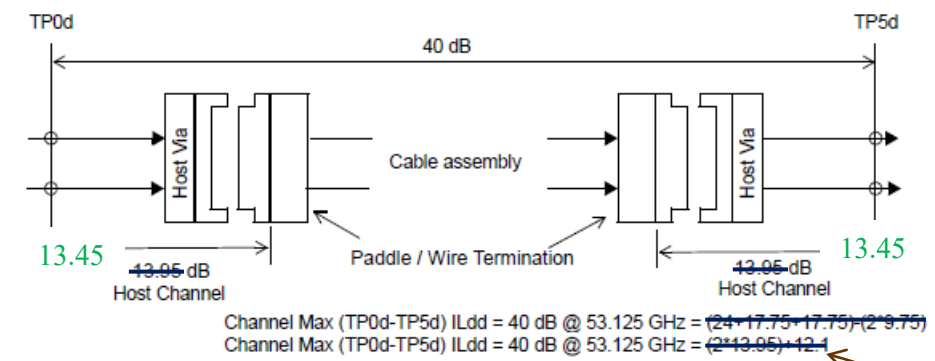 TP0d TP5d
40 dB
Host Via
Cable assembly
Host Via
13.45 Paddle / Wire Termination 13.45
13.95 dB 13.95 dB
Host Channel Host Channel
Channel Max (TP0d-TP5d) ILdd = 40 dB @ 53.125 GHz = (24+17.75+17.75)-(2*9.75)
Channel Max (TP0d-TP5d) ILdd = 40 dB @ 53.125 GHz = (2*13.95)+12.1